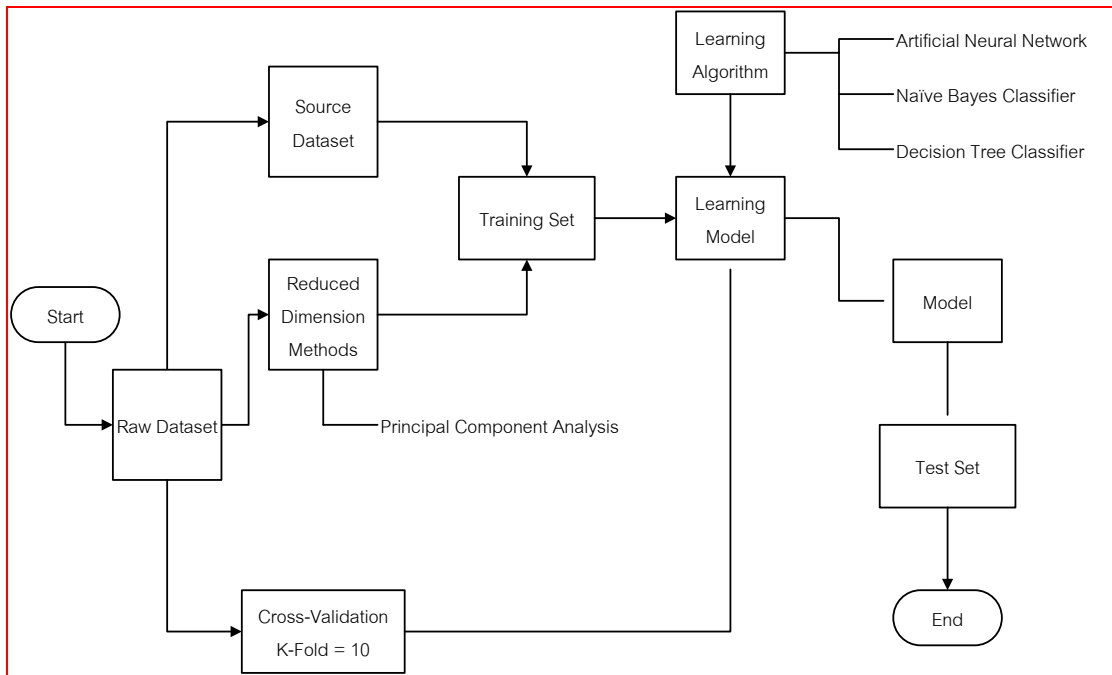 Learning
Algorithm
Artificial Neural Network
Naïve Bayes Classifier
Decision Tree Classifier
Source
Dataset
Training Set
Learning
Model
Reduced
Dimension
Methods
Start
Model
Raw Dataset
Principal Component Analysis
Test Set
Cross-Validation
K-Fold = 10
End